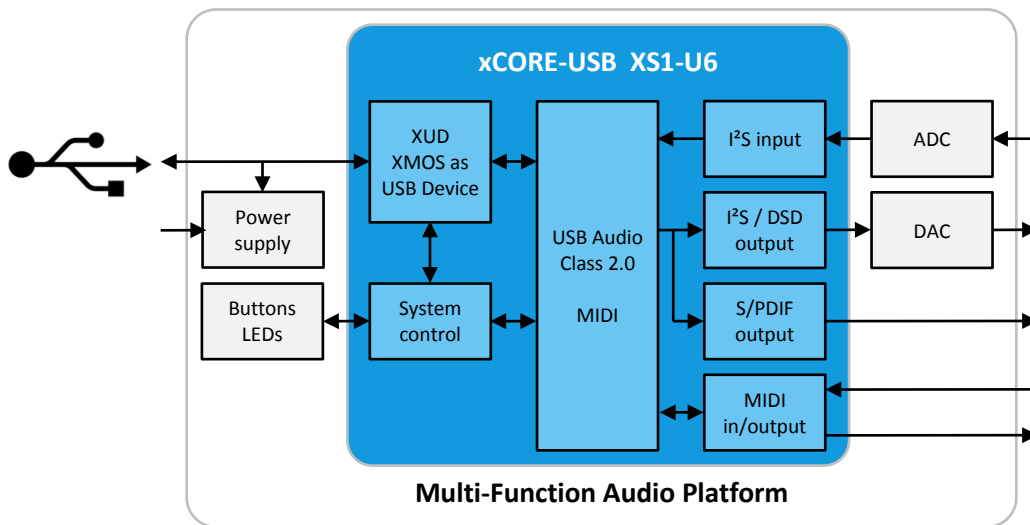 xCORE-USB XS1-U6
XUD
XMOS as
USB Device
Power
supply
Buttons
LEDs
System
control
USB Audio
Class 2.0
MIDI
I²S input
I²S / DSD
output
S/PDIF
output
MIDI
in/output
ADC
DAC
Multi-Function Audio Platform